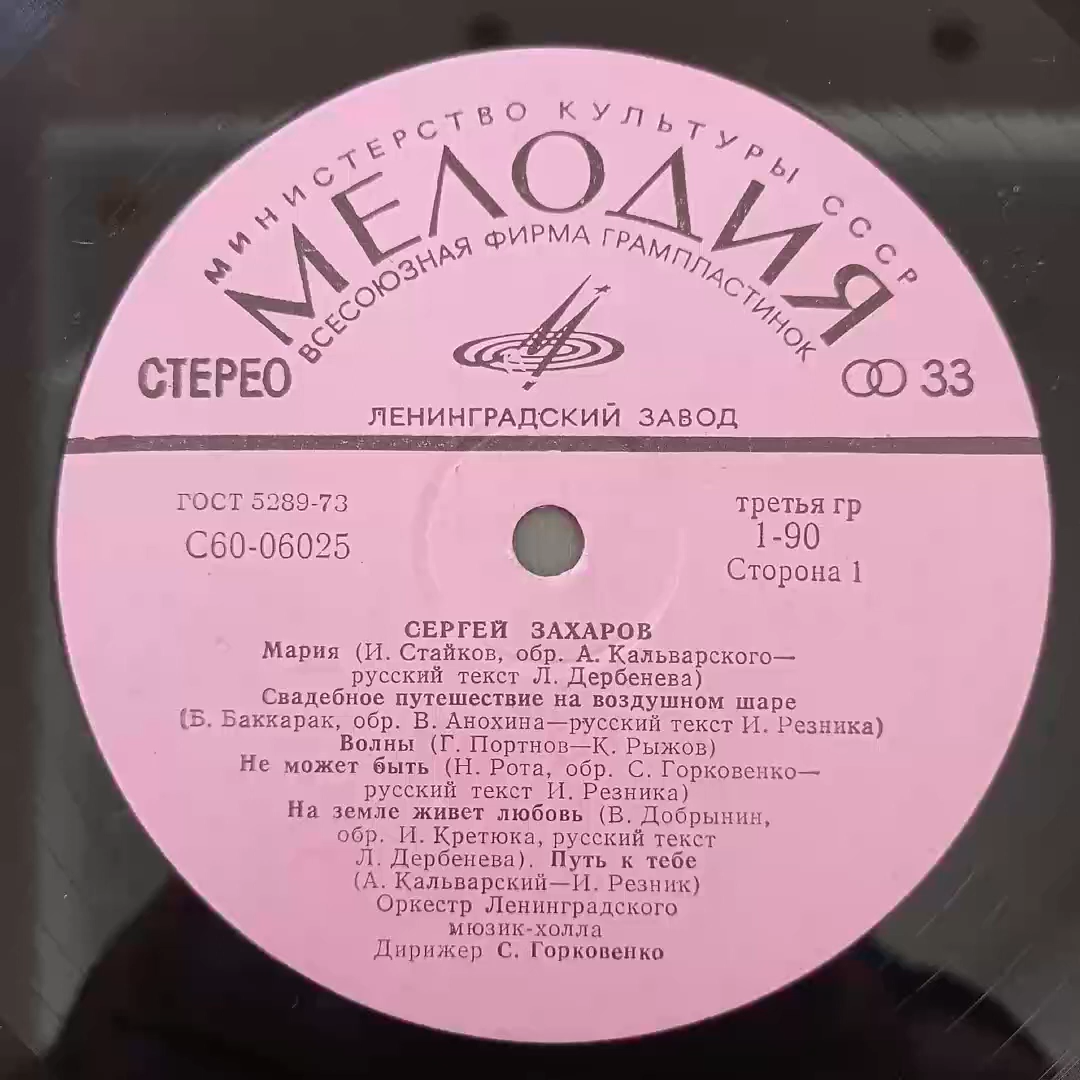 МИНИСТЕРСТВО КУЛЬТУРЫ СССР
МЕЛОДИЯ
ВСЕСОЮЗНАЯ ФИРМА ГРАМПЛАСТИНОК
СТЕРЕО
33
ЛЕНИНГРАДСКИЙ ЗАВОД
ГОСТ 5289-73
С60-06025
третья гр
1-90
Сторона 1
СЕРГЕЙ ЗАХАРОВ
Мария (И. Стайков, обр. А. Кальварского—
русский текст Л. Дербенева)
Свадебное путешествие на воздушном шаре
(Б. Баккарак, обр. В. Анохина—русский текст И. Резника)
Волны (Г. Портнов—К. Рыжов)
Не может быть (Н. Рота, обр. С. Горковенко—
русский текст И. Резника)
На земле живет любовь (В. Добрынин,
обр. И. Кретюка, русский текст
Л. Дербенева). Путь к тебе
(А. Кальварский—И. Резник)
Оркестр Ленинградского
мюзик-холла
Дирижер С. Горковенко